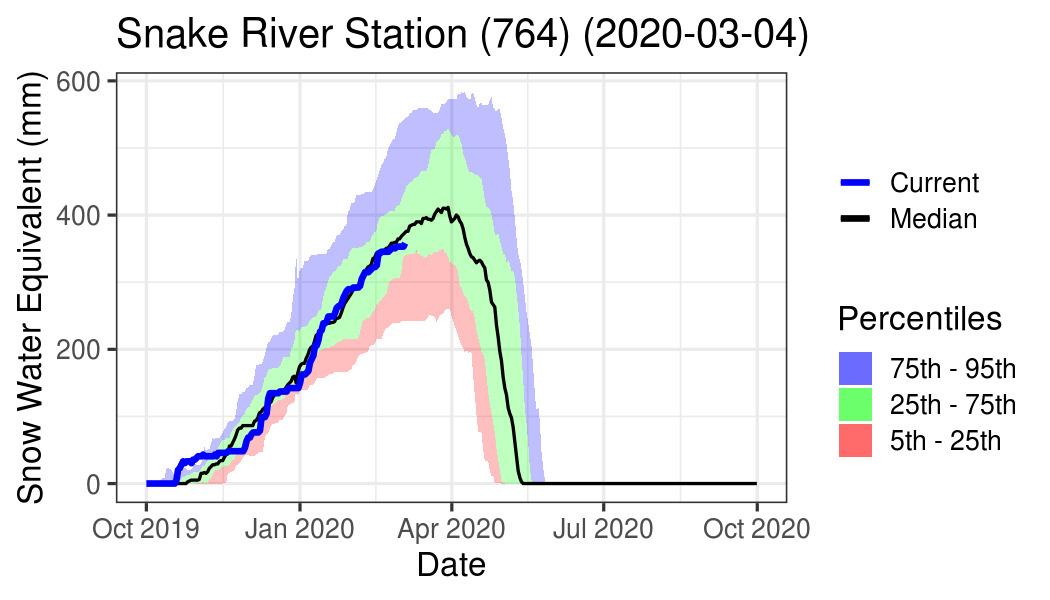 Snake River Station (764) (2020-03-04)
Snow Water Equivalent (mm)
600
400
200
0
Oct 2019
Jan 2020
Apr 2020
Jul 2020
Oct 2020
Date
Current
Median
Percentiles
75th - 95th
25th - 75th
5th - 25th